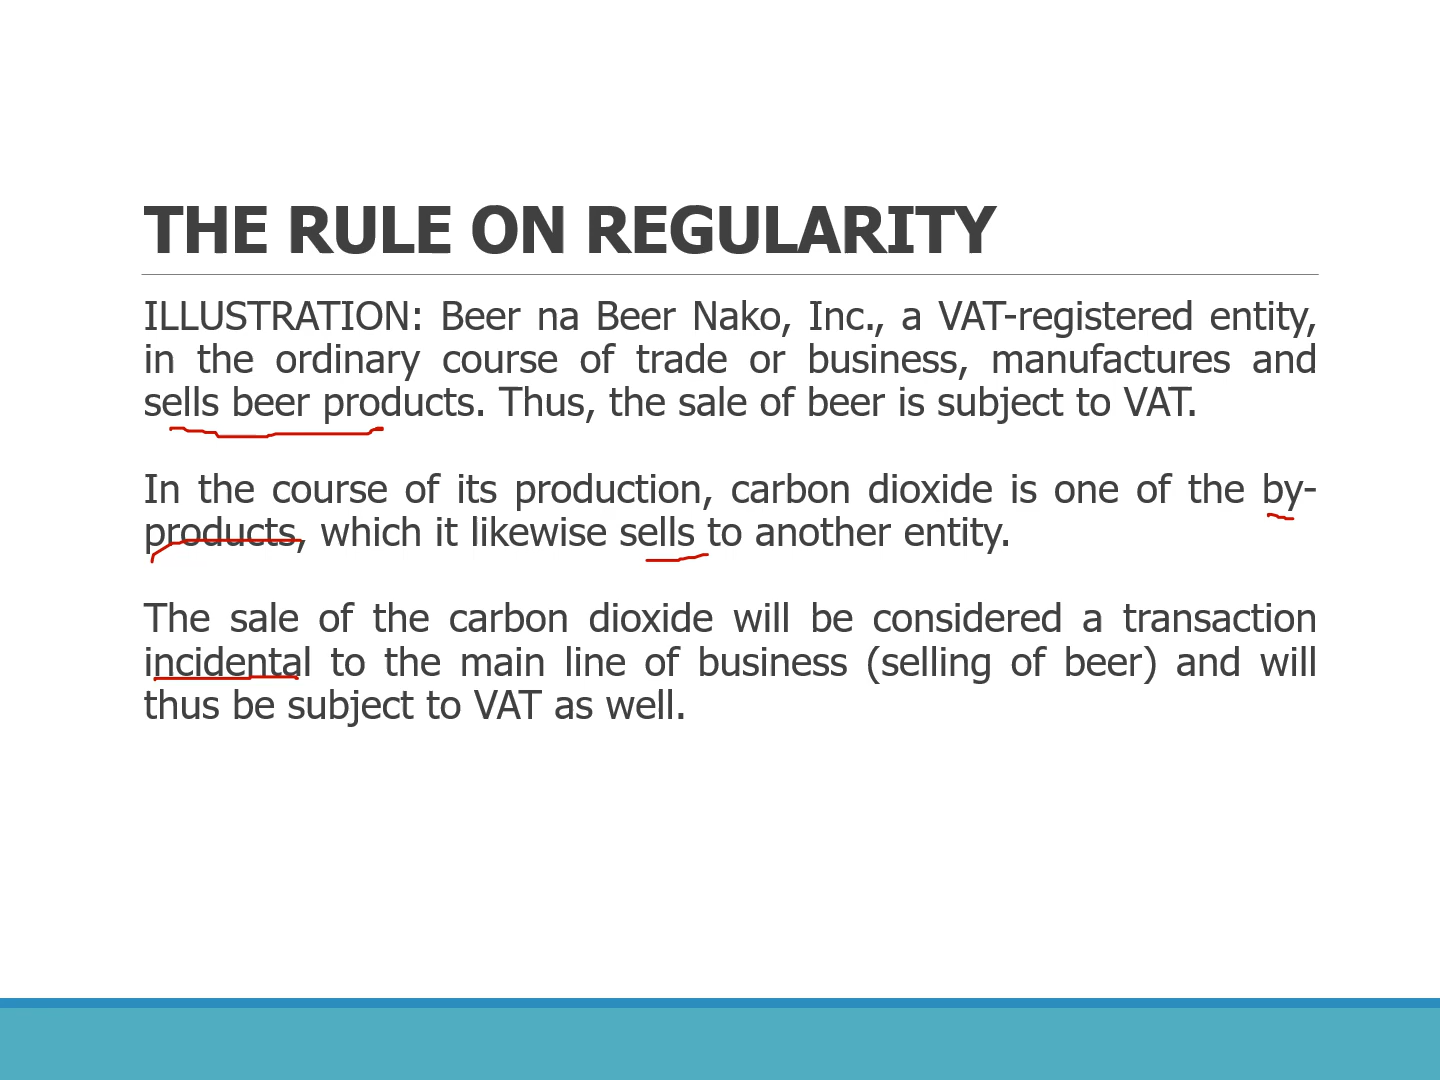 THE RULE ON REGULARITY
ILLUSTRATION: Beer na Beer Nako, Inc., a VAT-registered entity,
in the ordinary course of trade or business, manufactures and
sells beer products. Thus, the sale of beer is subject to VAT.
In the course of its production, carbon dioxide is one of the by-
products, which it likewise sells to another entity.
The sale of the carbon dioxide will be considered a transaction
incidental to the main line of business (selling of beer) and will
thus be subject to VAT as well.